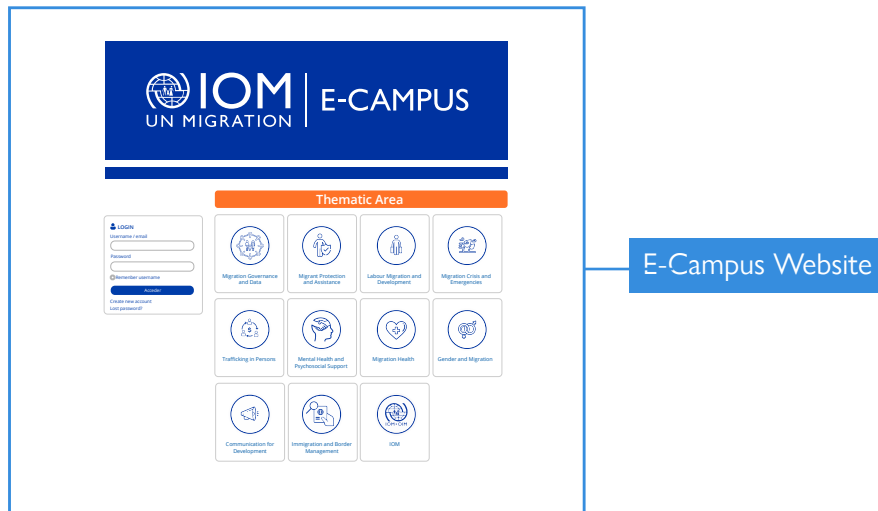 IOM
UN MIGRATION
E-CAMPUS
Thematic Area
LOGIN
Username / email
Password
Remember username
Acceder
Create new account
Lost password?
Migration Governance
and Data
Migrant Protection
and Assistance
Labour Migration and
Development
Migration Crisis and
Emergencies
Trafficking in Persons
Mental Health and
Psychosocial Support
Migration Health
Gender and Migration
Communication for
Development
Immigration and Border
Management
IOM•OIM
IOM
E-Campus Website